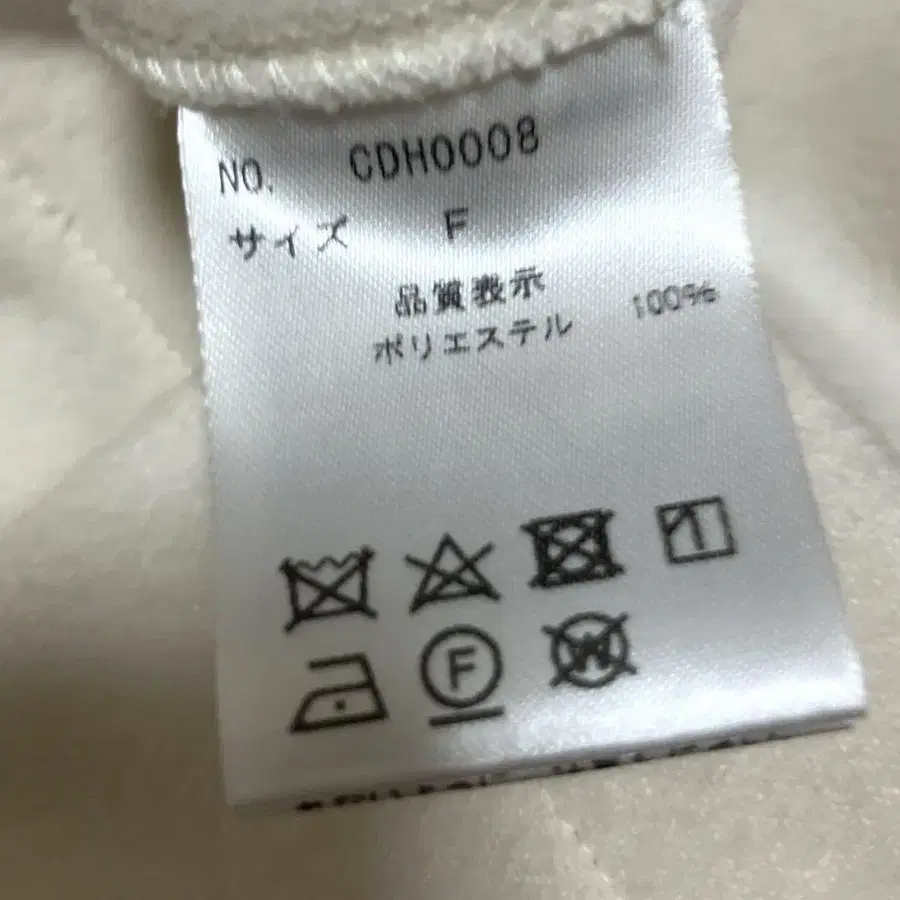 NO. CDH0008
サイズ F
品質表示
ポリエステル 100%
F
W